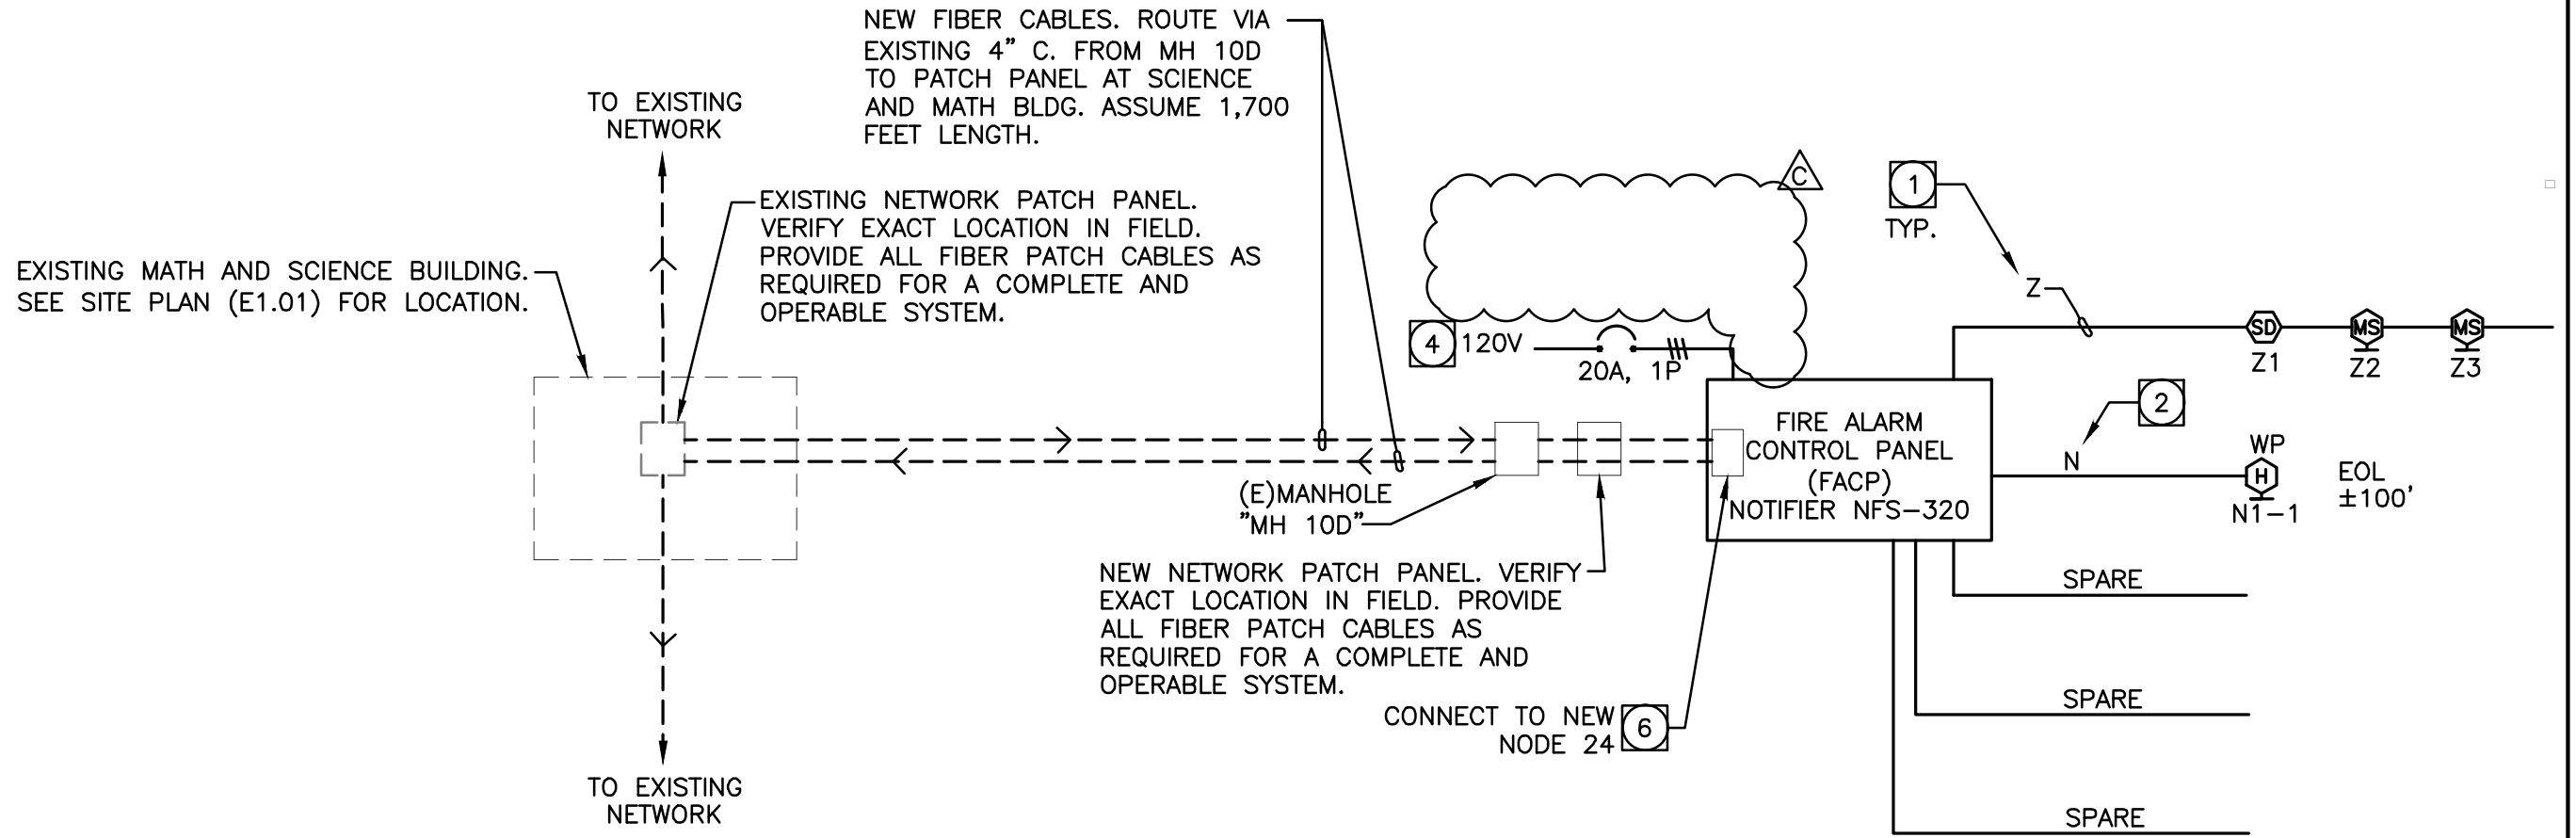 NEW FIBER CABLES. ROUTE VIA
EXISTING 4" C. FROM MH 10D
TO PATCH PANEL AT SCIENCE
AND MATH BLDG. ASSUME 1,700
FEET LENGTH.
TO EXISTING
NETWORK
EXISTING NETWORK PATCH PANEL.
VERIFY EXACT LOCATION IN FIELD.
PROVIDE ALL FIBER PATCH CABLES AS
REQUIRED FOR A COMPLETE AND
OPERABLE SYSTEM.
EXISTING MATH AND SCIENCE BUILDING.
SEE SITE PLAN (E1.01) FOR LOCATION.
C
1
TYP.
Z
4
120V
20A, 1P
SD
MS
MS
Z1
Z2
Z3
2
FIRE ALARM
CONTROL PANEL
(FACP)
NOTIFIER NFS-320
N
WP
H
N1-1
EOL
±100'
(E)MANHOLE
"MH 10D"
NEW NETWORK PATCH PANEL. VERIFY
EXACT LOCATION IN FIELD. PROVIDE
ALL FIBER PATCH CABLES AS
REQUIRED FOR A COMPLETE AND
OPERABLE SYSTEM.
CONNECT TO NEW
NODE 24
6
SPARE
SPARE
SPARE
TO EXISTING
NETWORK